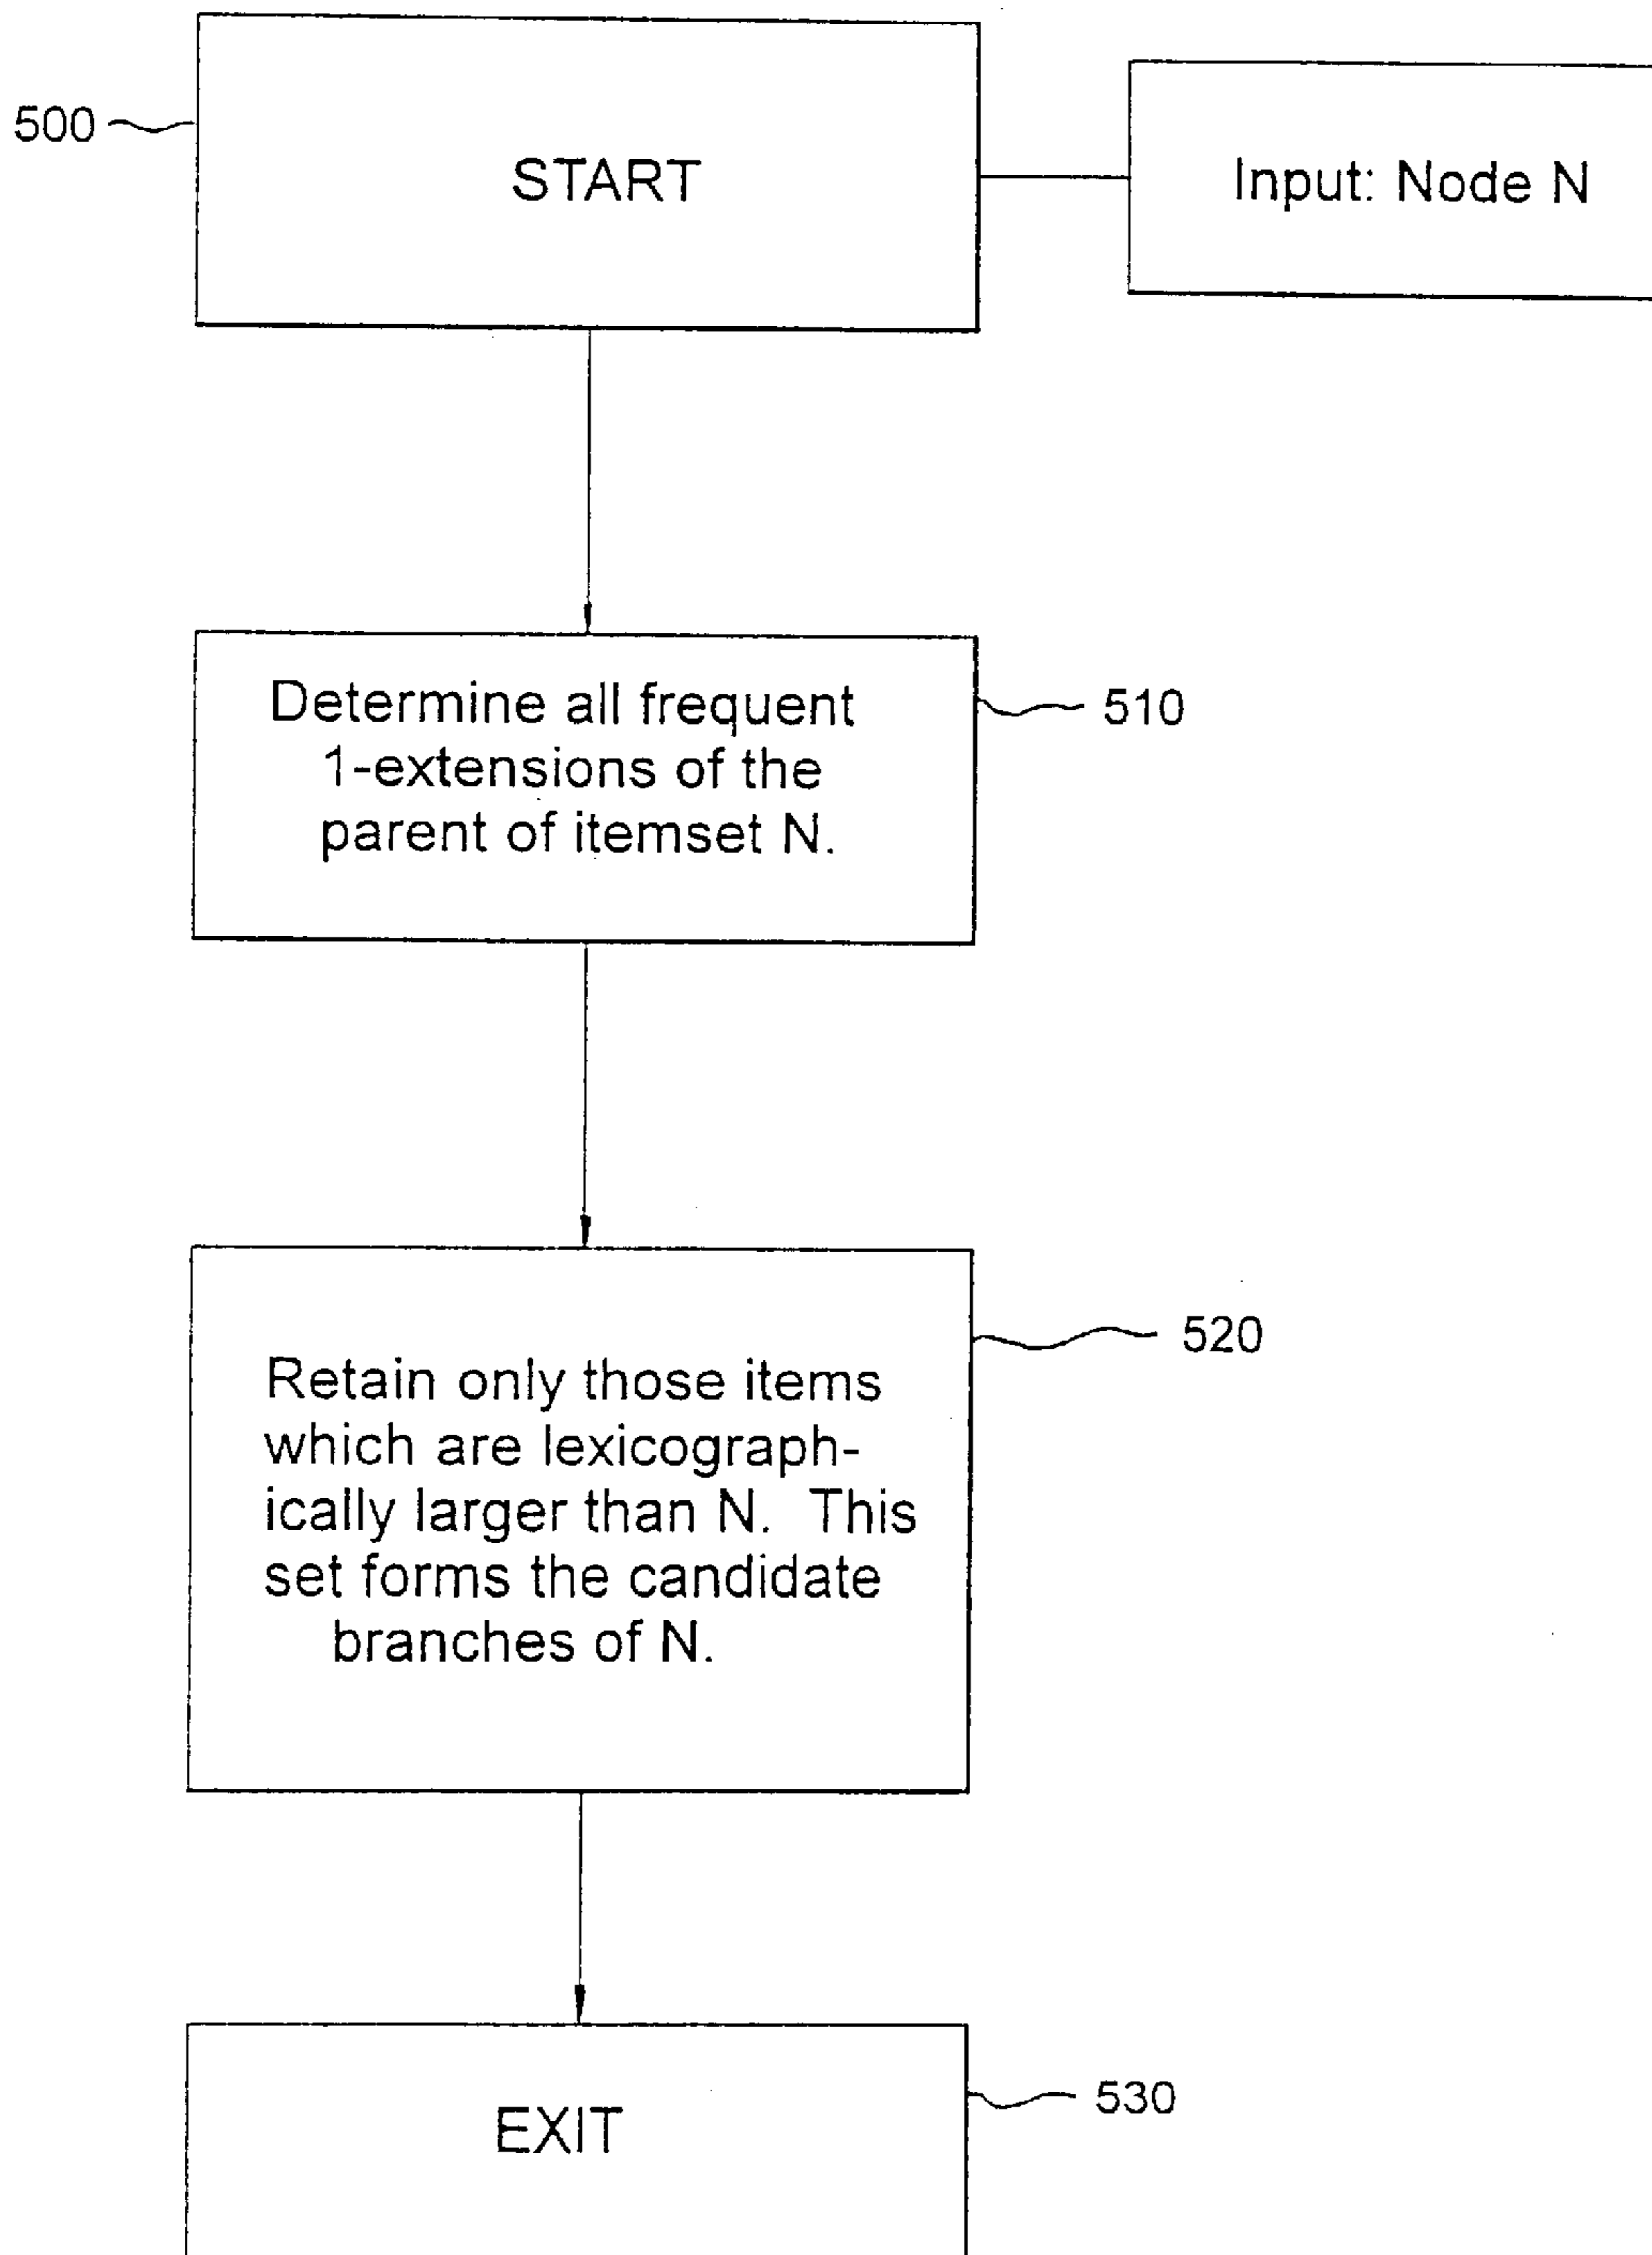 500
START
Input: Node N
Determine all frequent
1-extensions of the
parent of itemset N.
510
Retain only those items
which are lexicograph-
ically larger than N. This
set forms the candidate
branches of N.
520
EXIT
530